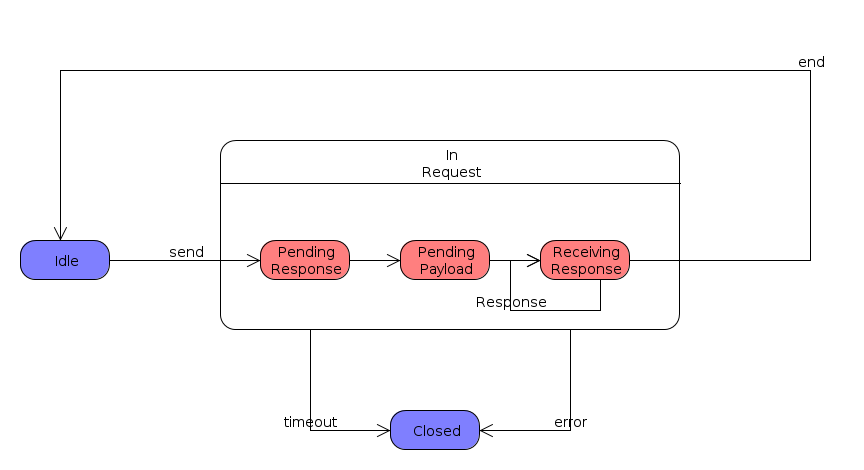 end
In
Request
send
Idle
Pending
Response
Pending
Payload
Receiving
Response
Response
timeout
error
Closed